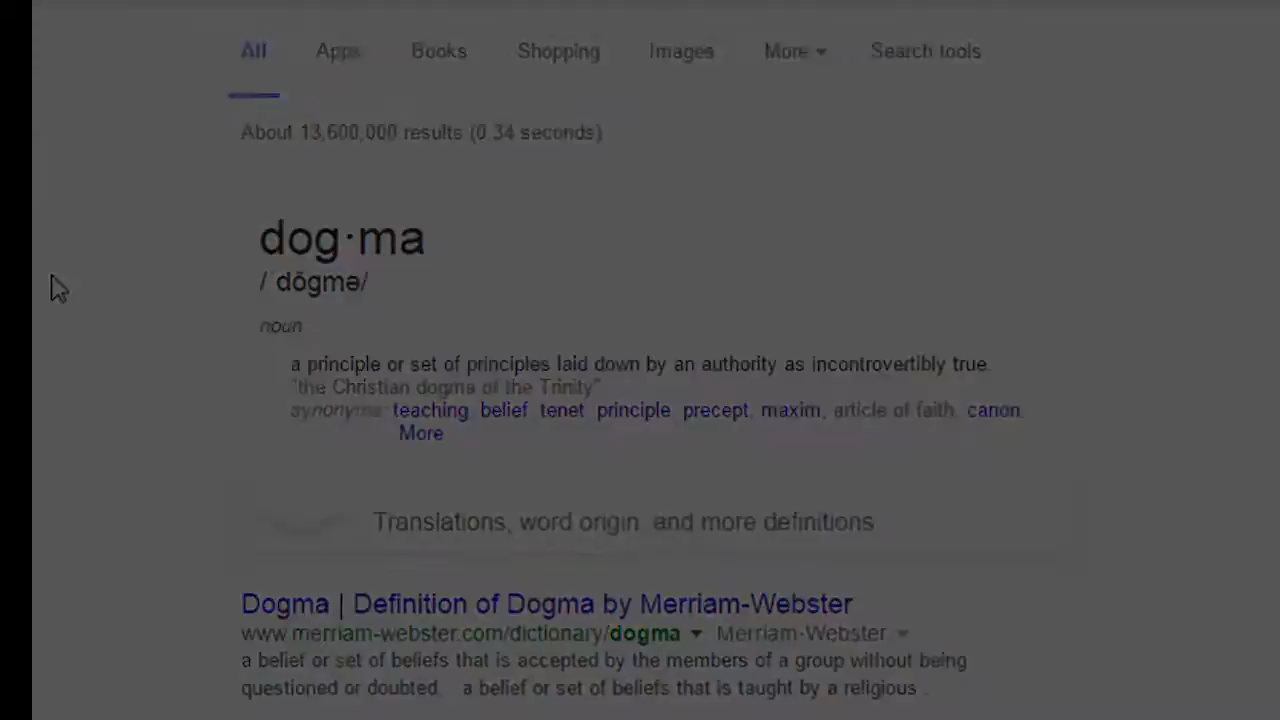 All Apps Books Shopping Images More Search tools
About 13,600,000 results (0.34 seconds)
dog·ma
/ˈdôɡmə/
noun
a principle or set of principles laid down by an authority as incontrovertibly true.
"the Christian dogma of the Trinity"
synonyms: teaching, belief, tenet, principle, precept, maxim, article of faith, canon;
More
Translations, word origin, and more definitions
Dogma | Definition of Dogma by Merriam-Webster
www.merriam-webster.com/dictionary/dogma Merriam-Webster
a belief or set of beliefs that is accepted by the members of a group without being
questioned or doubted. : a belief or set of beliefs that is taught by a religious ...